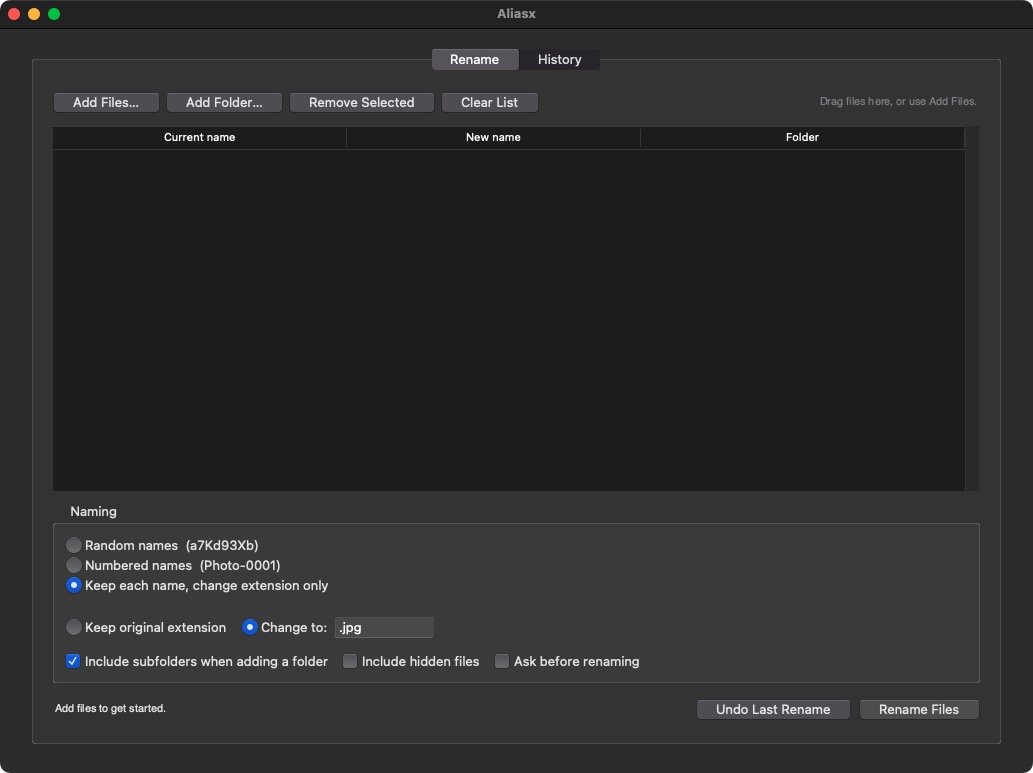 Aliasx
Rename History
Add Files... Add Folder... Remove Selected Clear List Drag files here, or use Add Files.
Current name New name Folder
Naming
Random names (a7Kd93Xb)
Numbered names (Photo-0001)
Keep each name, change extension only
Keep original extension Change to: .jpg
Include subfolders when adding a folder Include hidden files Ask before renaming
Add files to get started. Undo Last Rename Rename Files